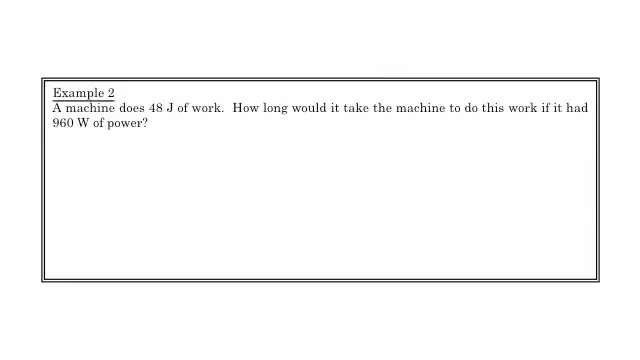 Example 2
A machine does 48 J of work.  How long would it take the machine to do this work if it had
960 W of power?